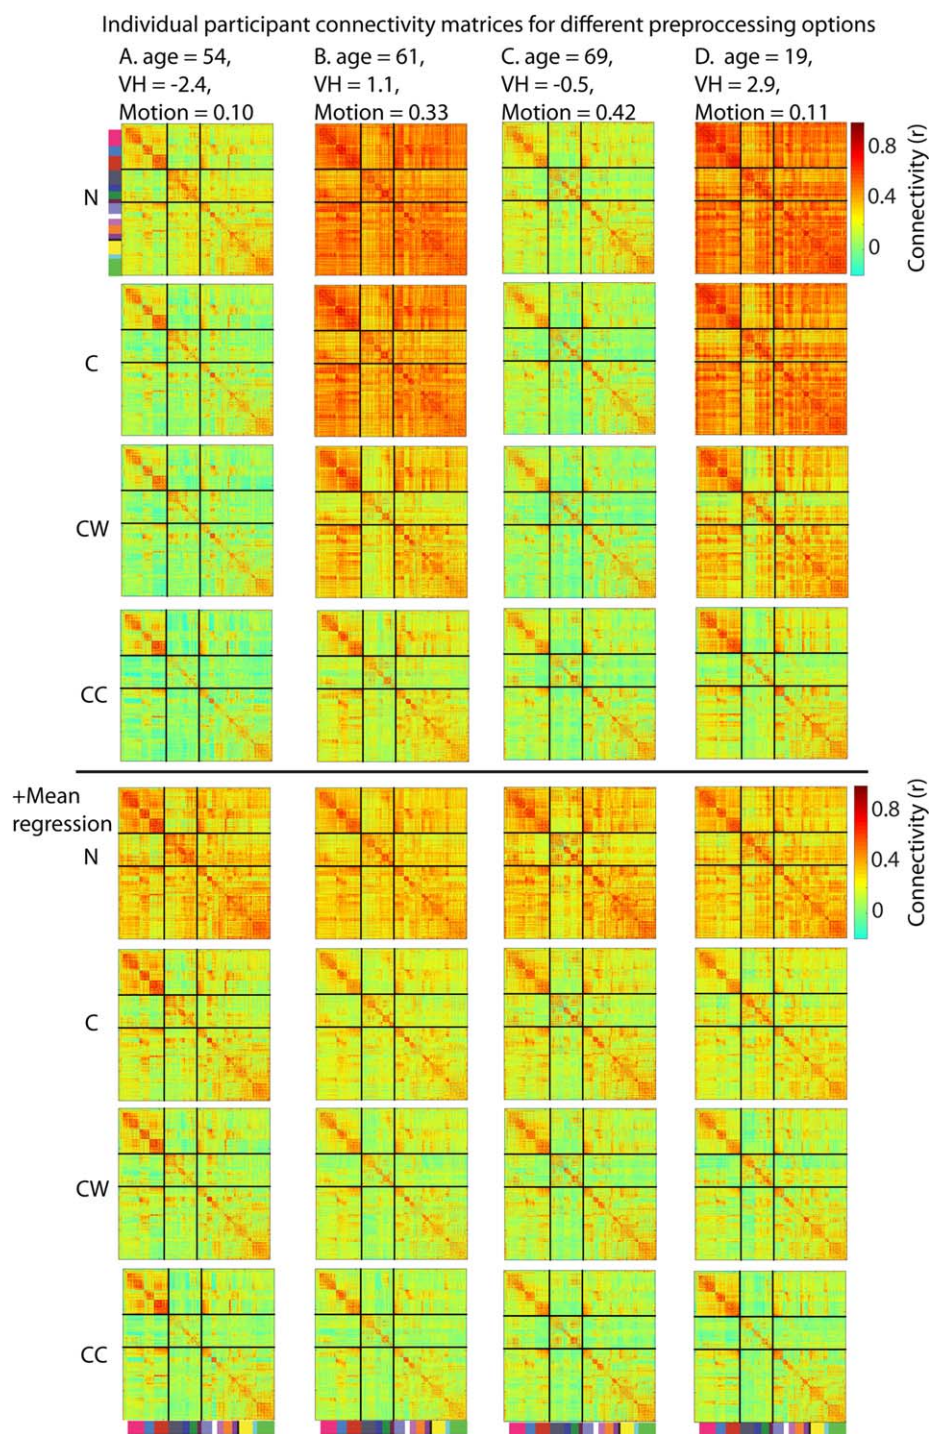 Individual participant connectivity matrices for different preproccessing options
A. age = 54,
VH = -2.4,
Motion = 0.10
B. age = 61,
VH = 1.1,
Motion = 0.33
C. age = 69,
VH = -0.5,
Motion = 0.42
D. age = 19,
VH = 2.9,
Motion = 0.11
N
0.8
0.4
0
Connectivity (r)
C
CW
CC
+Mean
regression
N
0.8
0.4
0
Connectivity (r)
C
CW
CC